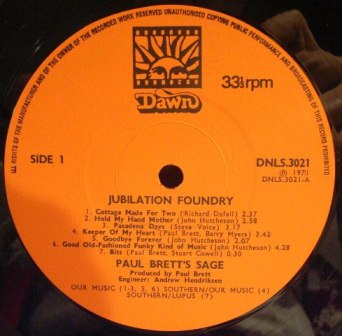 ALL RIGHTS OF THE MANUFACTURER AND OF THE OWNER OF THE RECORDED WORK RESERVED UNAUTHORISED COPYING PUBLIC PERFORMANCE AND BROADCASTING OF THIS RECORD PROHIBITED
Dawn
33⅓rpm
SIDE 1
DNLS.3021
Ⓟ 1971
DNLS.3021-A
JUBILATION FOUNDRY
1. Cottage Made For Two (Richard Dufall) 2.37
2. Hold My Hand Mother (John Hutcheson) 2.58
3. Pasadena Days (Steve Voice) 3.17
4. Keeper Of My Heart (Paul Brett, Barry Myers) 3.42
5. Goodbye Forever (John Hutcheson) 2.07
6. Good Old-Fashioned Funky Kind of Music (John Hutcheson) 4.28
7. Bits (Paul Brett, Stuart Cowell) 0.30
PAUL BRETT'S SAGE
Produced by Paul Brett
Engineer: Andrew Hendriksen
OUR MUSIC (1-3, 5, 6) SOUTHERN/OUR MUSIC (4)
SOUTHERN/LUPUS (7)